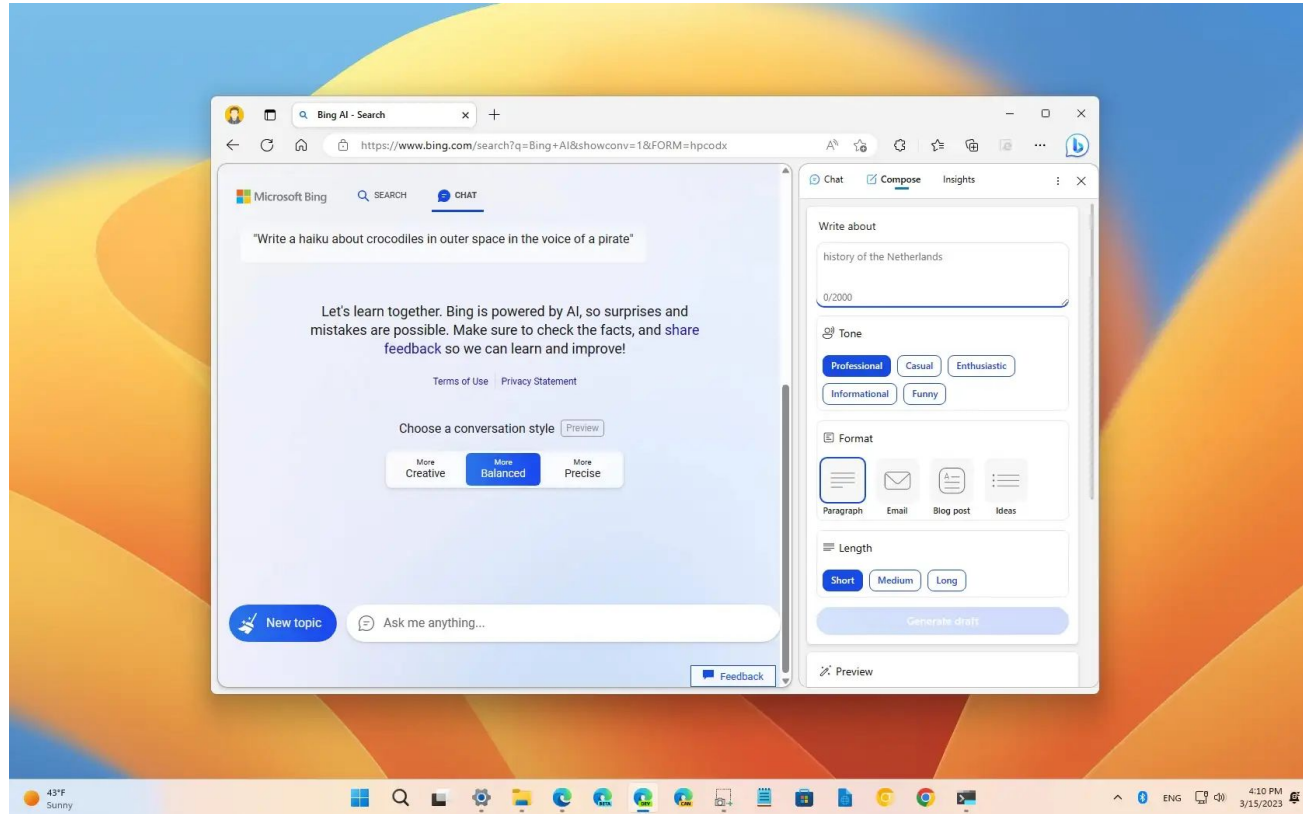 Bing AI - Search
https://www.bing.com/search?q=Bing+AI&showconv=1&FORM=hpcodx
Microsoft Bing
SEARCH
CHAT
"Write a haiku about crocodiles in outer space in the voice of a pirate"
Let's learn together. Bing is powered by AI, so surprises and
mistakes are possible. Make sure to check the facts, and share
feedback so we can learn and improve!
Terms of Use
Privacy Statement
Choose a conversation style
Preview
More
Creative
More
Balanced
More
Precise
New topic
Ask me anything...
Feedback
Chat
Compose
Insights
Write about
history of the Netherlands
0/2000
Tone
Professional
Casual
Enthusiastic
Informational
Funny
Format
Paragraph
Email
Blog post
Ideas
Length
Short
Medium
Long
Generate draft
Preview
43°F
Sunny
BETA
DEV
CAN
ENG
4:10 PM
3/15/2023